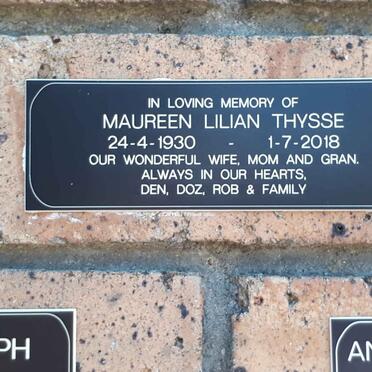 IN LOVING MEMORY OF
MAUREEN LILIAN THYSSE
24-4-1930 - 1-7-2018
OUR WONDERFUL WIFE, MOM AND GRAN.
ALWAYS IN OUR HEARTS,
DEN, DOZ, ROB & FAMILY
PH
AN